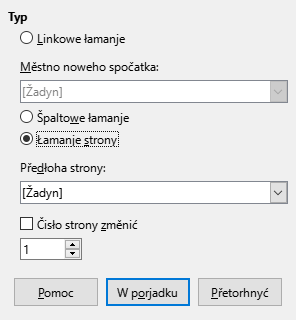 Typ
Linkowe łamanje
Městno noweho spočatka:
[Žadyn]
Špaltowe łamanje
Łamanje strony
Předłoha strony:
[Žadyn]
Čisło strony změnić
1
Pomoc
W porjadku
Přetorhnyć